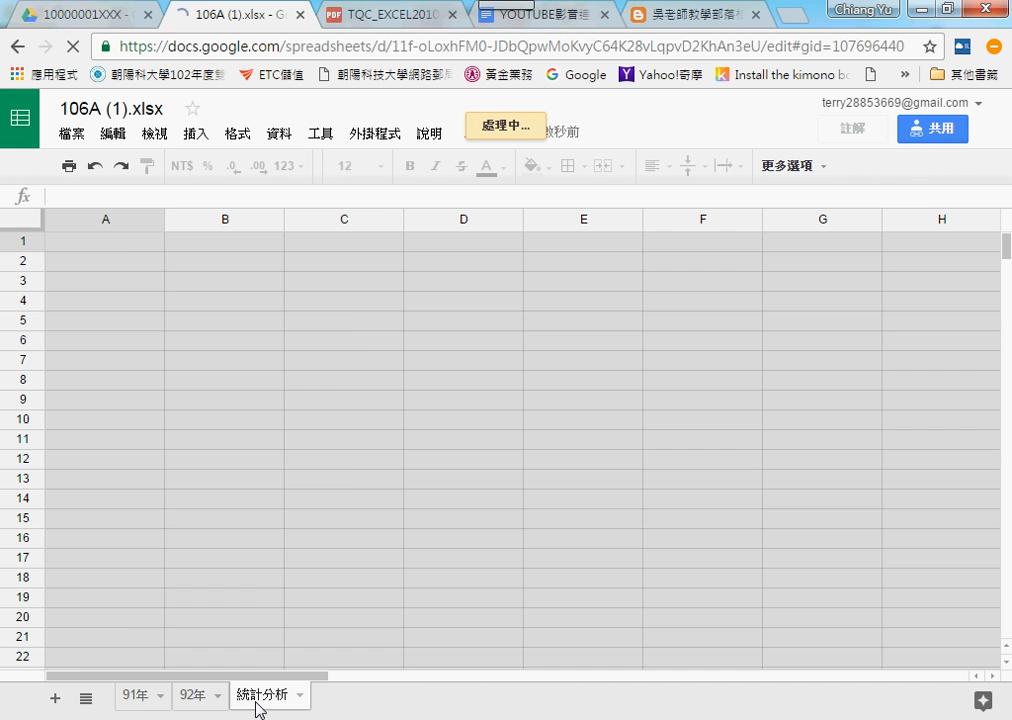 10000001XXX - G
106A (1).xlsx - Go
TQC_EXCEL2010
YOUTUBE影音
吳老師教學部落
Chiang Yu
https://docs.google.com/spreadsheets/d/11f-oLoxhFM0-JDbQpwMoKvyC64K28vLqpvD2KhAn3eU/edit#gid=107696440
應用程式
朝陽科大學102年度
ETC儲值
朝陽科技大學網路
黃金業務
Google
Yahoo!奇摩
Install the kimono bo
»
其他書籤
106A (1).xlsx
terry28853669@gmail.com
檔案 編輯 檢視 插入 格式 資料 工具 外掛程式 說明
處理中...
數秒前
註解
共用
NT$ % .0 .00 123
12
B I S A
更多選項
fx
A B C D E F G H
1
2
3
4
5
6
7
8
9
10
11
12
13
14
15
16
17
18
19
20
21
22
91年 92年 統計分析